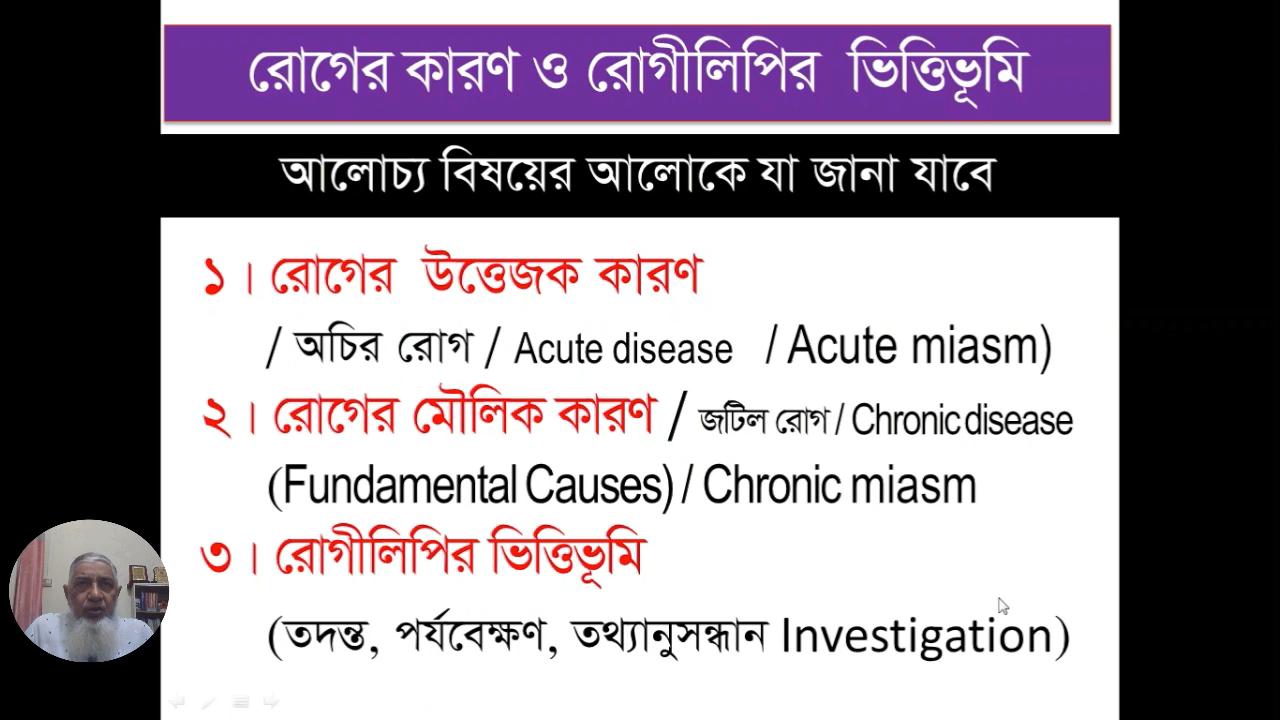 রোগের কারণ ও রোগীলিপির ভিত্তিভূমি
আলোচ্য বিষয়ের আলোকে যা জানা যাবে
১। রোগের উত্তেজক কারণ
/ অচির রোগ / Acute disease / Acute miasm)
২। রোগের মৌলিক কারণ / জটিল রোগ / Chronic disease
(Fundamental Causes) / Chronic miasm
৩। রোগীলিপির ভিত্তিভূমি
(তদন্ত, পর্যবেক্ষণ, তথ্যানুসন্ধান Investigation)